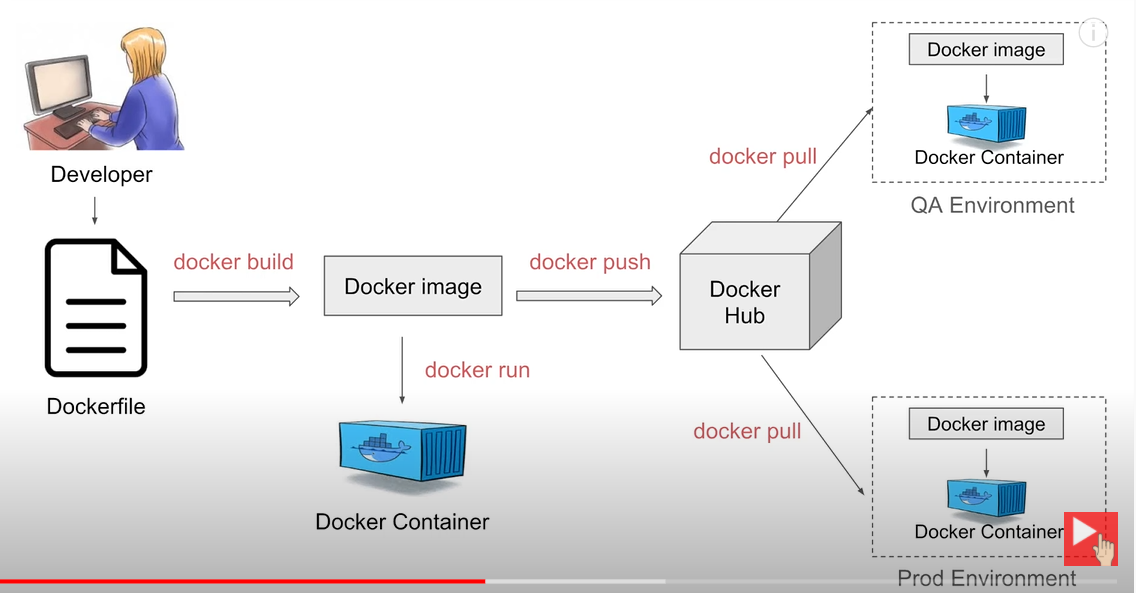 Developer
Dockerfile
docker build
Docker image
docker run
Docker Container
docker push
Docker
Hub
docker pull
Docker image
Docker Container
QA Environment
docker pull
Docker image
Docker Container
Prod Environment